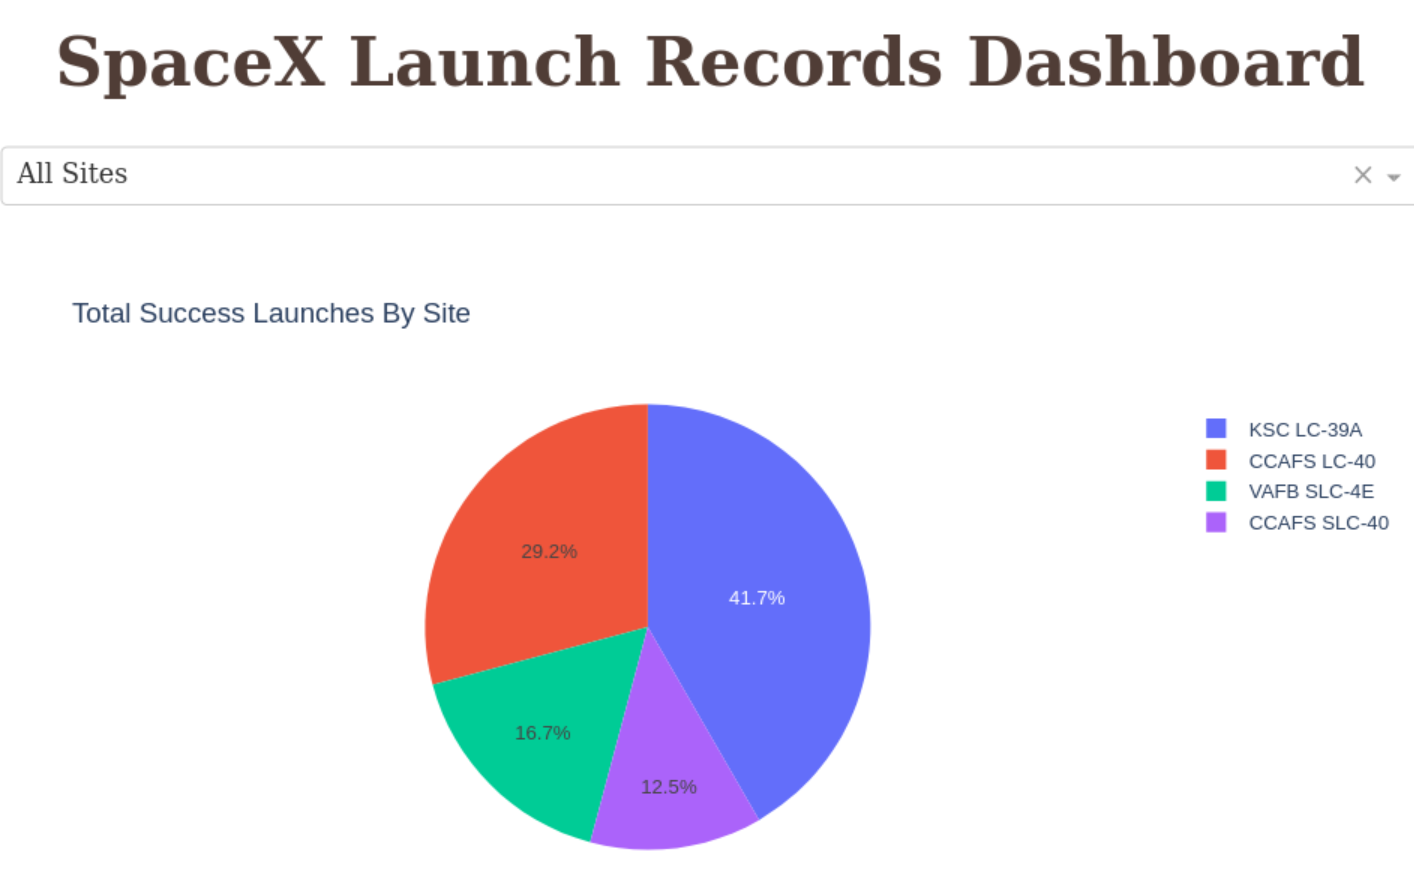 SpaceX Launch Records Dashboard
All Sites
Total Success Launches By Site
KSC LC-39A
CCAFS LC-40
VAFB SLC-4E
CCAFS SLC-40
29.2%
41.7%
16.7%
12.5%